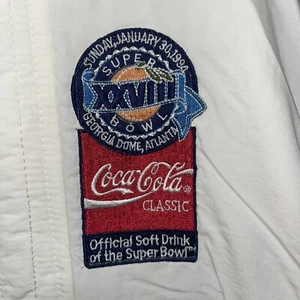 SUNDAY, JANUARY 30, 1994
SUPER
XXVIII
BOWL
GEORGIA DOME, ATLANTA
Coca-Cola
CLASSIC
Official Soft Drink
of the Super Bowl™